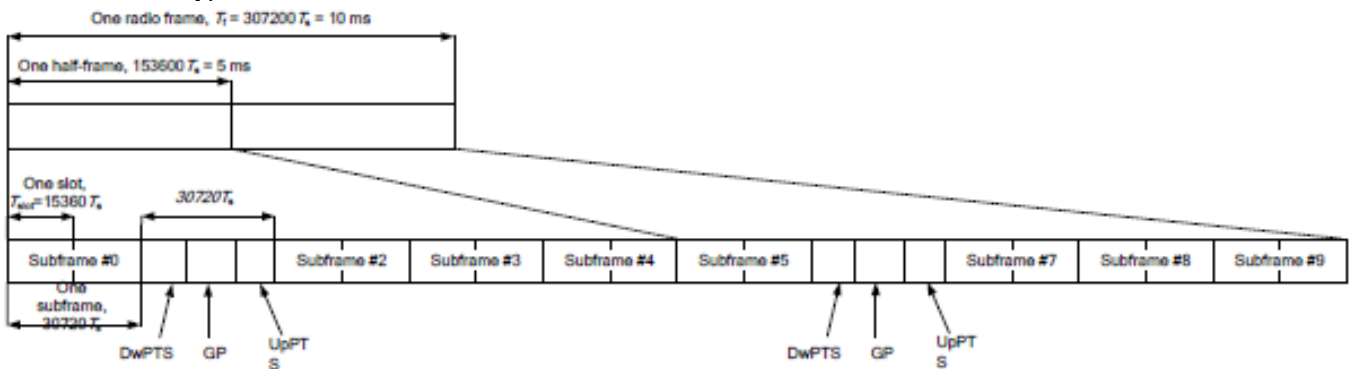 One radio frame, Tf = 307200 Ts = 10 ms
One half-frame, 153600 Ts = 5 ms
One slot,
Tslot=15360 Ts
30720Ts
Subframe #0
Subframe #2
Subframe #3
Subframe #4
Subframe #5
Subframe #7
Subframe #8
Subframe #9
One
subframe,
30720 Ts
DwPTS
GP
UpPT
S
DwPTS
GP
UpPT
S